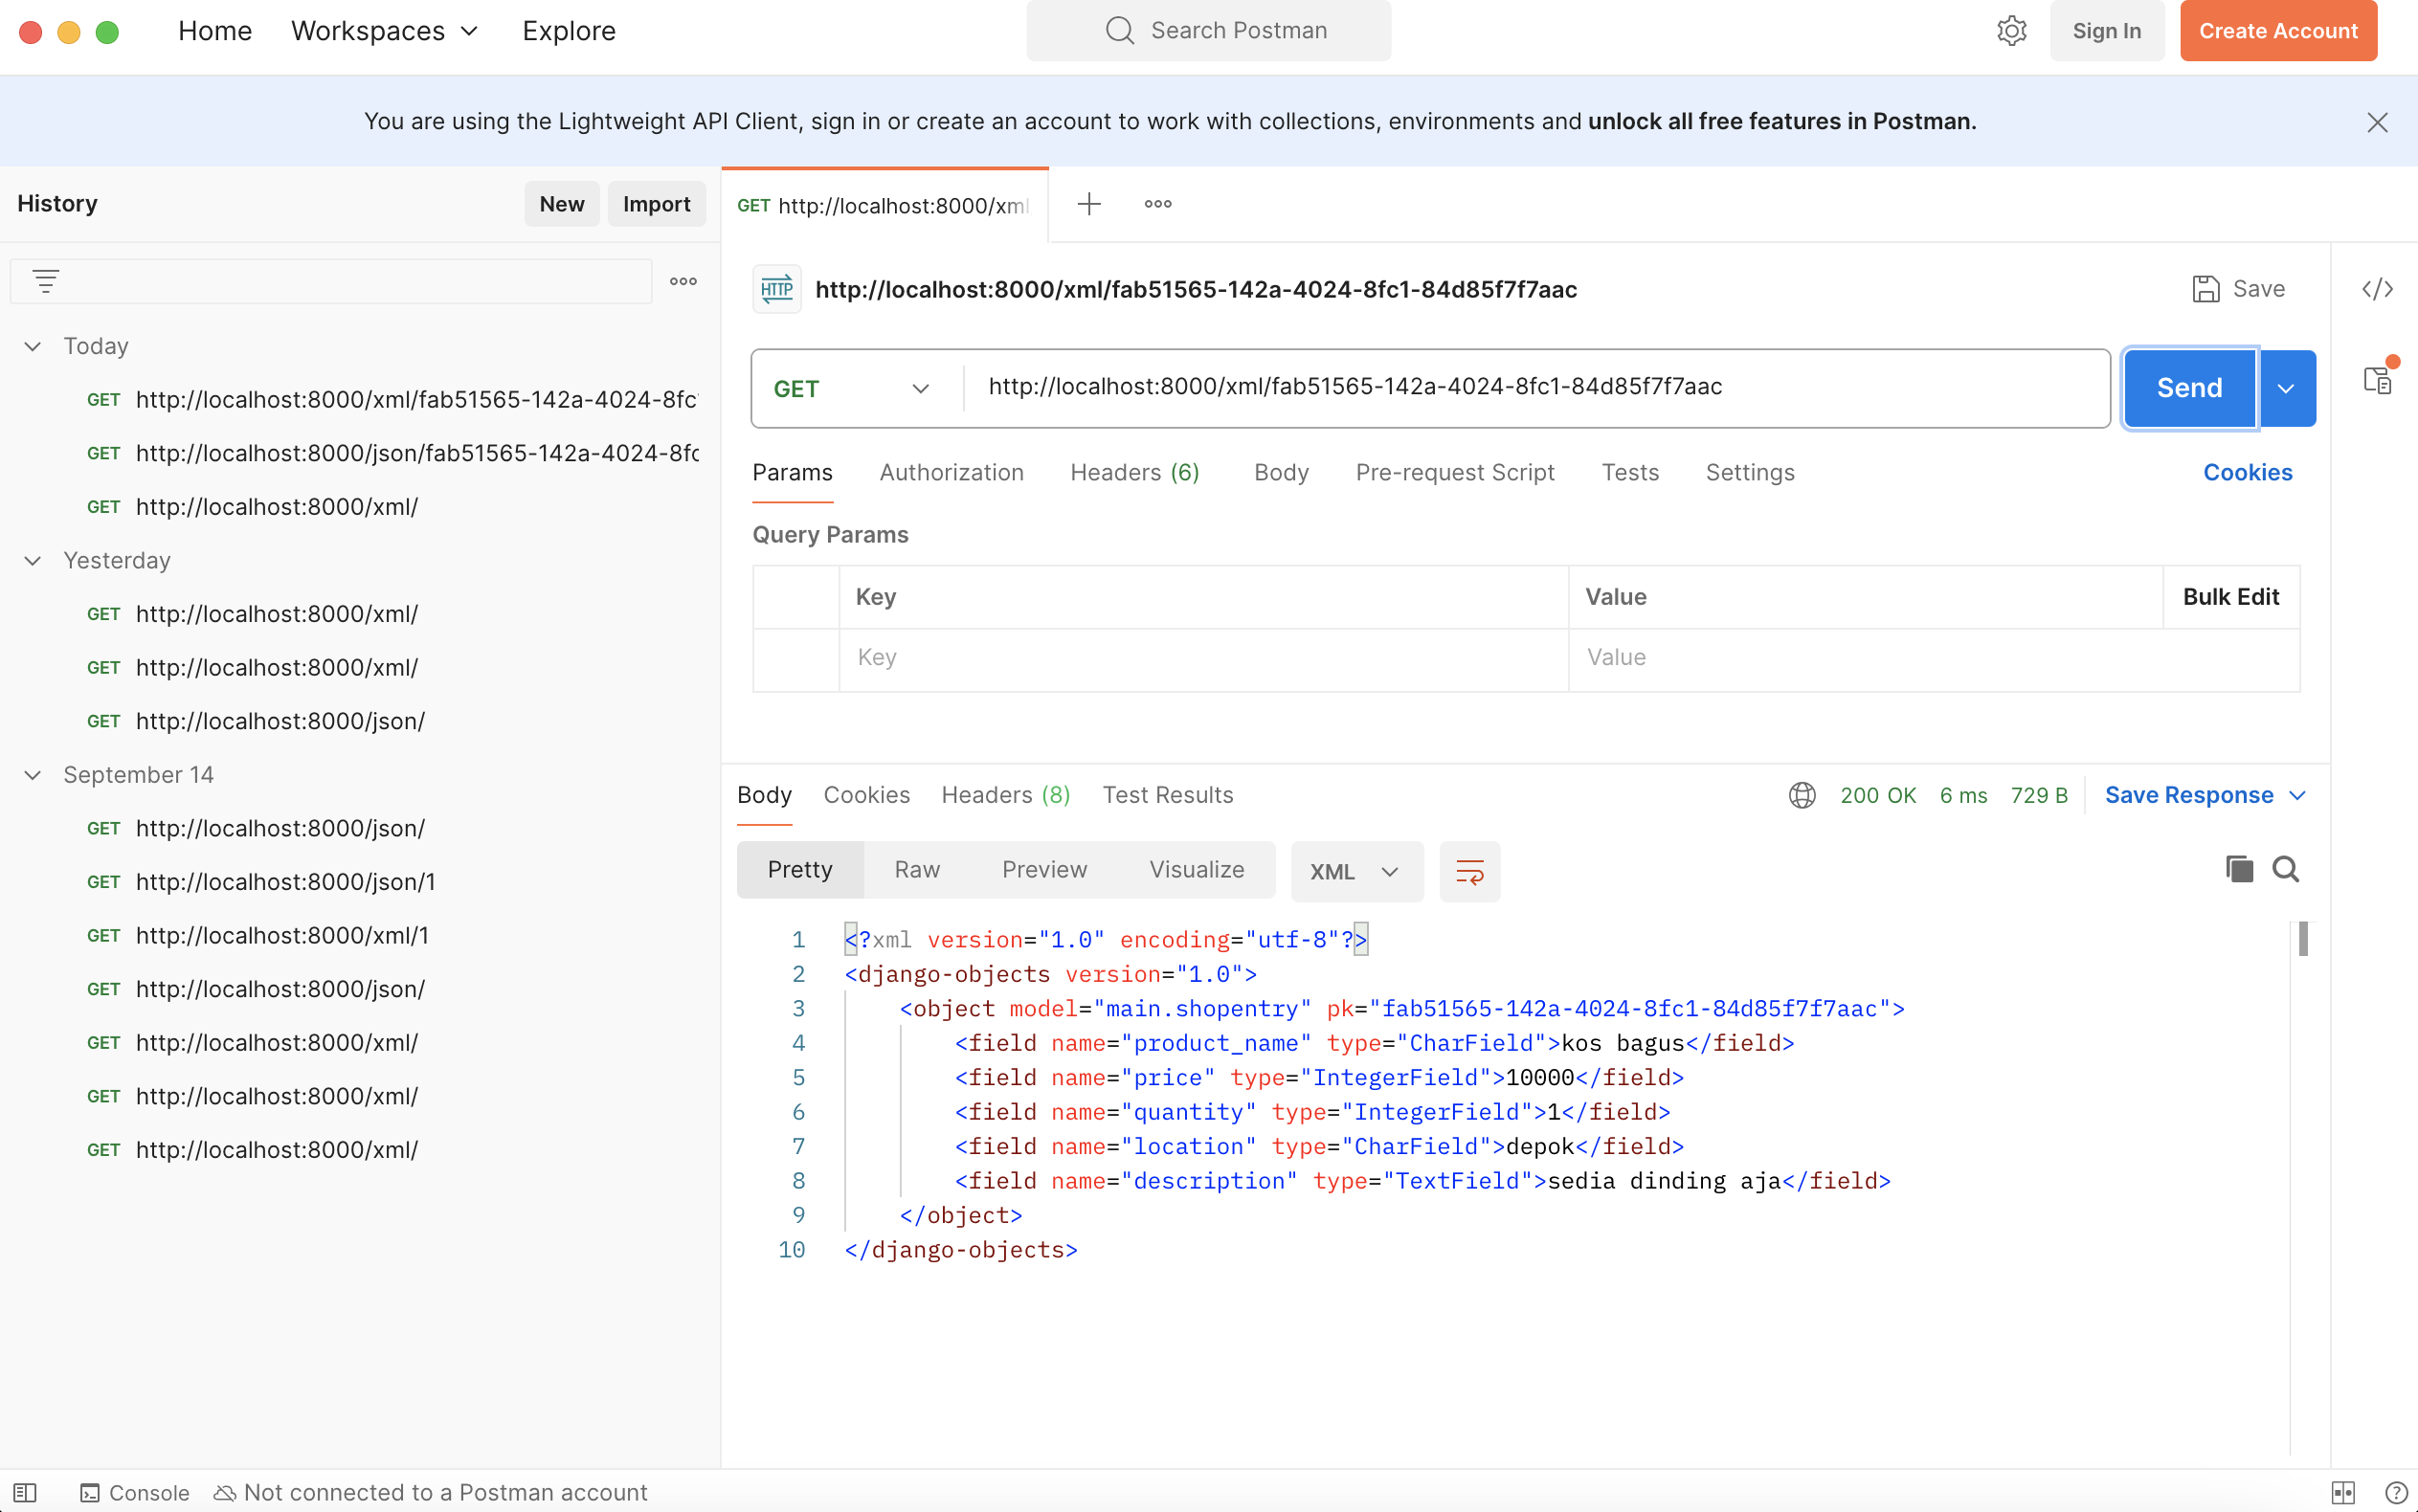 Home Workspaces Explore Search Postman Sign In Create Account
You are using the Lightweight API Client, sign in or create an account to work with collections, environments and unlock all free features in Postman.
History New Import
Today
GET http://localhost:8000/xml/fab51565-142a-4024-8fc
GET http://localhost:8000/json/fab51565-142a-4024-8fc
GET http://localhost:8000/xml/
Yesterday
GET http://localhost:8000/xml/
GET http://localhost:8000/xml/
GET http://localhost:8000/json/
September 14
GET http://localhost:8000/json/
GET http://localhost:8000/json/1
GET http://localhost:8000/xml/1
GET http://localhost:8000/json/
GET http://localhost:8000/xml/
GET http://localhost:8000/xml/
GET http://localhost:8000/xml/
GET http://localhost:8000/xml
HTTP http://localhost:8000/xml/fab51565-142a-4024-8fc1-84d85f7f7aac Save
GET http://localhost:8000/xml/fab51565-142a-4024-8fc1-84d85f7f7aac Send
Params Authorization Headers (6) Body Pre-request Script Tests Settings Cookies
Query Params
Key Value Bulk Edit
Key Value
Body Cookies Headers (8) Test Results 200 OK 6 ms 729 B Save Response
Pretty Raw Preview Visualize XML
1 <?xml version="1.0" encoding="utf-8"?>
2 <django-objects version="1.0">
3 <object model="main.shopentry" pk="fab51565-142a-4024-8fc1-84d85f7f7aac">
4 <field name="product_name" type="CharField">kos bagus</field>
5 <field name="price" type="IntegerField">10000</field>
6 <field name="quantity" type="IntegerField">1</field>
7 <field name="location" type="CharField">depok</field>
8 <field name="description" type="TextField">sedia dinding aja</field>
9 </object>
10 </django-objects>
Console Not connected to a Postman account